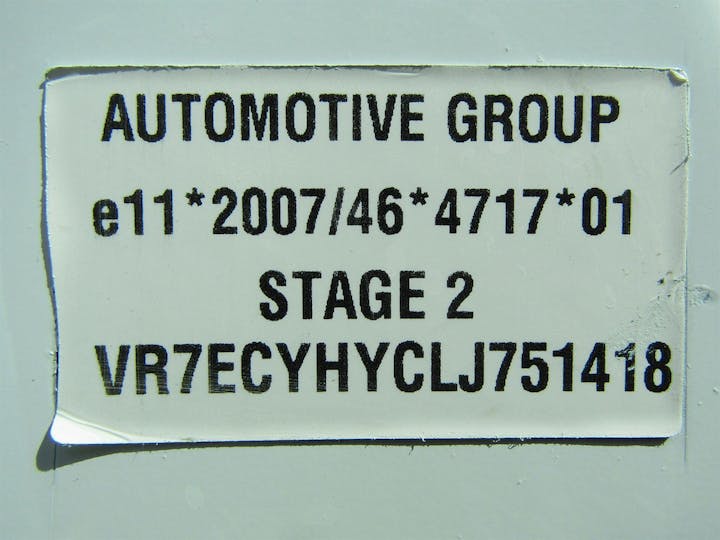 AUTOMOTIVE GROUP
e11*2007/46*4717*01
STAGE 2
VR7ECYHYCLJ751418